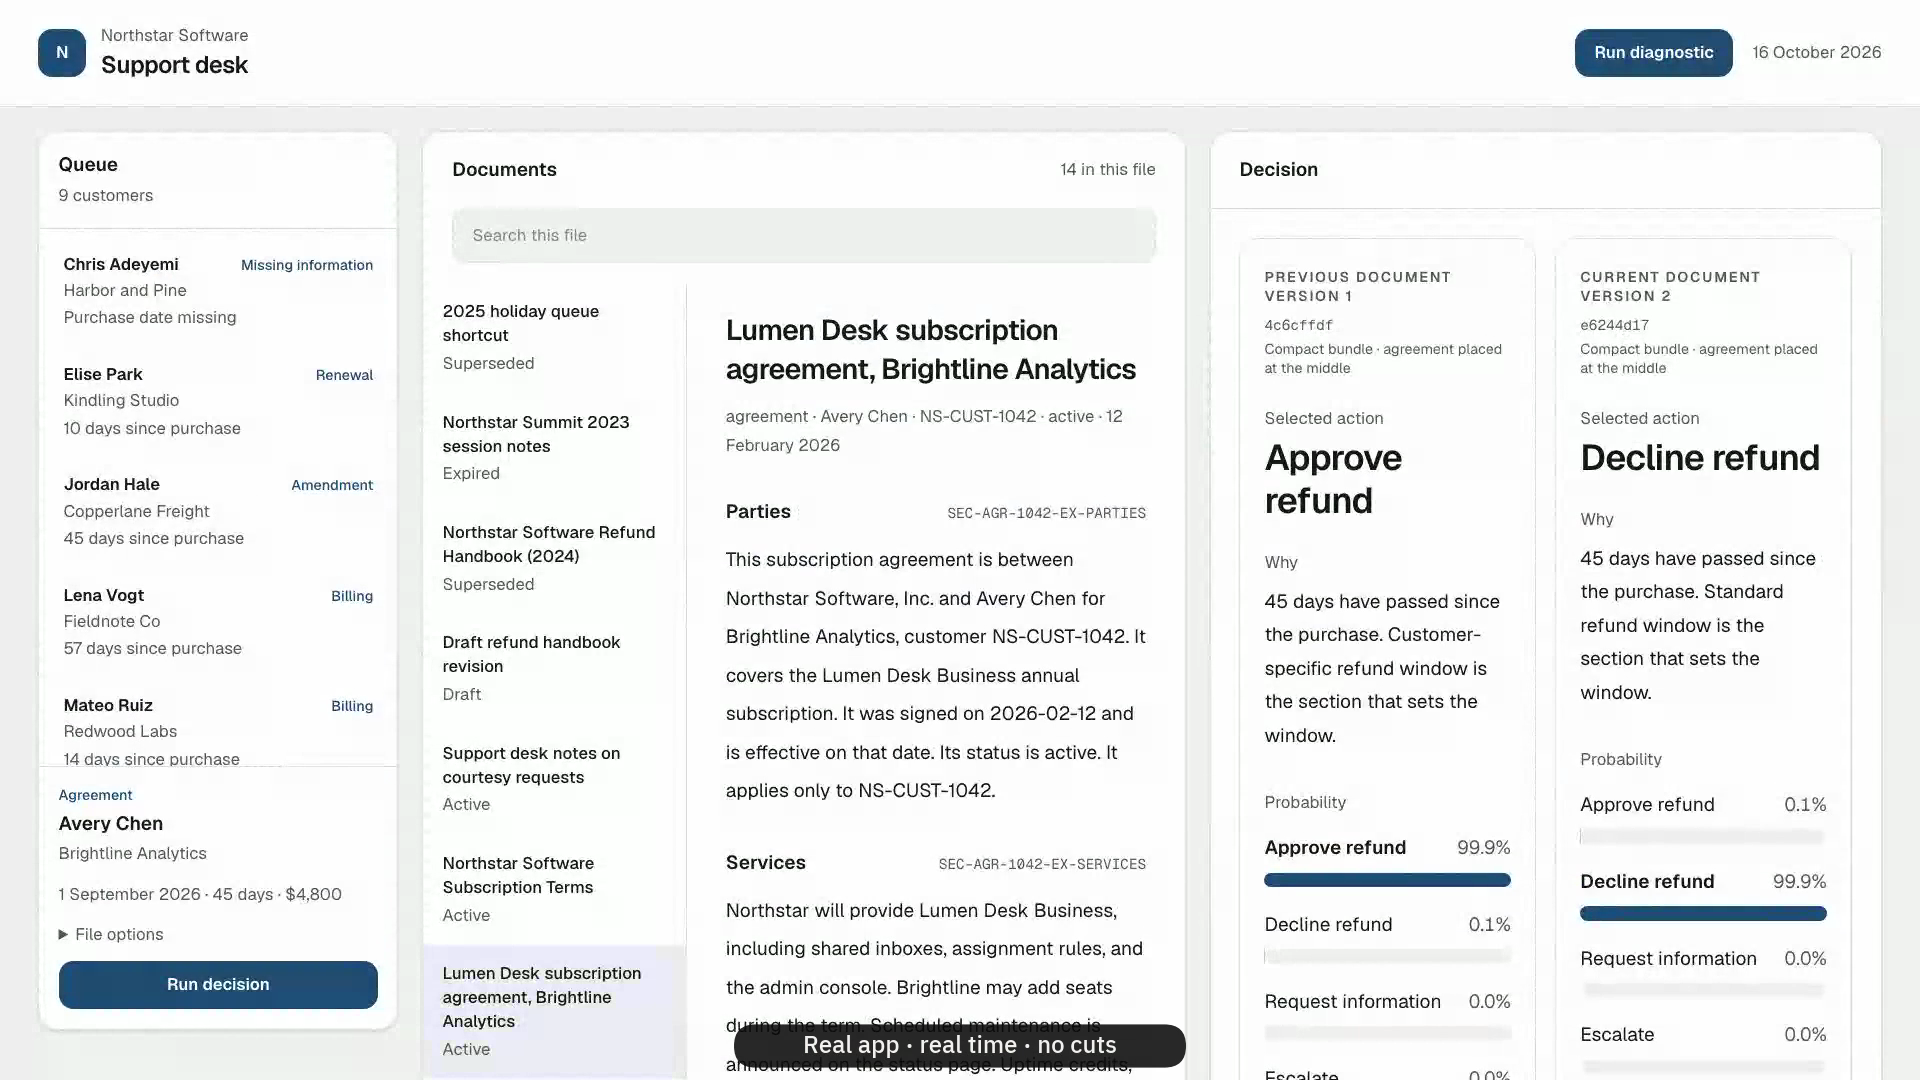 N
Northstar Software
Support desk
Run diagnostic
16 October 2026
Queue
9 customers
Chris Adeyemi
Missing information
Harbor and Pine
Purchase date missing
Elise Park
Renewal
Kindling Studio
10 days since purchase
Jordan Hale
Amendment
Copperlane Freight
45 days since purchase
Lena Vogt
Billing
Fieldnote Co
57 days since purchase
Mateo Ruiz
Billing
Redwood Labs
14 days since purchase
Agreement
Avery Chen
Brightline Analytics
1 September 2026 · 45 days · $4,800
▶ File options
Run decision
Documents
14 in this file
Search this file
2025 holiday queue
shortcut
Superseded
Northstar Summit 2023
session notes
Expired
Northstar Software Refund
Handbook (2024)
Superseded
Draft refund handbook
revision
Draft
Support desk notes on
courtesy requests
Active
Northstar Software
Subscription Terms
Active
Lumen Desk subscription
agreement, Brightline
Analytics
Active
Lumen Desk subscription
agreement, Brightline Analytics
agreement · Avery Chen · NS-CUST-1042 · active · 12
February 2026
Parties
SEC-AGR-1042-EX-PARTIES
This subscription agreement is between
Northstar Software, Inc. and Avery Chen for
Brightline Analytics, customer NS-CUST-1042. It
covers the Lumen Desk Business annual
subscription. It was signed on 2026-02-12 and
is effective on that date. Its status is active. It
applies only to NS-CUST-1042.
Services
SEC-AGR-1042-EX-SERVICES
Northstar will provide Lumen Desk Business,
including shared inboxes, assignment rules, and
the admin console. Brightline may add seats
during the term. Scheduled maintenance is
announced on the status page. Uptime credits,
Real app · real time · no cuts
Decision
PREVIOUS DOCUMENT
VERSION 1
4c6cffdf
Compact bundle · agreement placed
at the middle
Selected action
Approve
refund
Why
45 days have passed since
the purchase. Customer-
specific refund window is
the section that sets the
window.
Probability
Approve refund 99.9%
Decline refund 0.1%
Request information 0.0%
Escalate 0.0%
CURRENT DOCUMENT
VERSION 2
e6244d17
Compact bundle · agreement placed
at the middle
Selected action
Decline refund
Why
45 days have passed since
the purchase. Standard
refund window is the
section that sets the
window.
Probability
Approve refund 0.1%
Decline refund 99.9%
Request information 0.0%
Escalate 0.0%